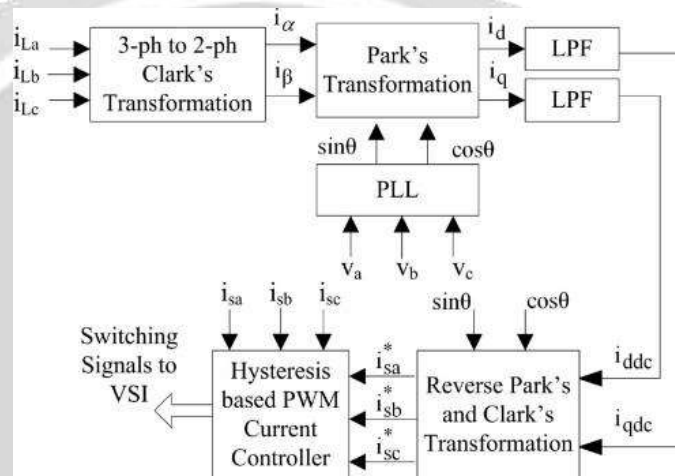 i_La
i_Lb
i_Lc
3-ph to 2-ph
Clark's
Transformation
i_α
i_β
Park's
Transformation
i_d
i_q
LPF
LPF
sinθ
cosθ
PLL
v_a
v_b
v_c
i_sa
i_sb
i_sc
sinθ
cosθ
Switching
Signals to
VSI
Hysteresis
based PWM
Current
Controller
i*_sa
i*_sb
i*_sc
Reverse Park's
and Clark's
Transformation
i_ddc
i_qdc